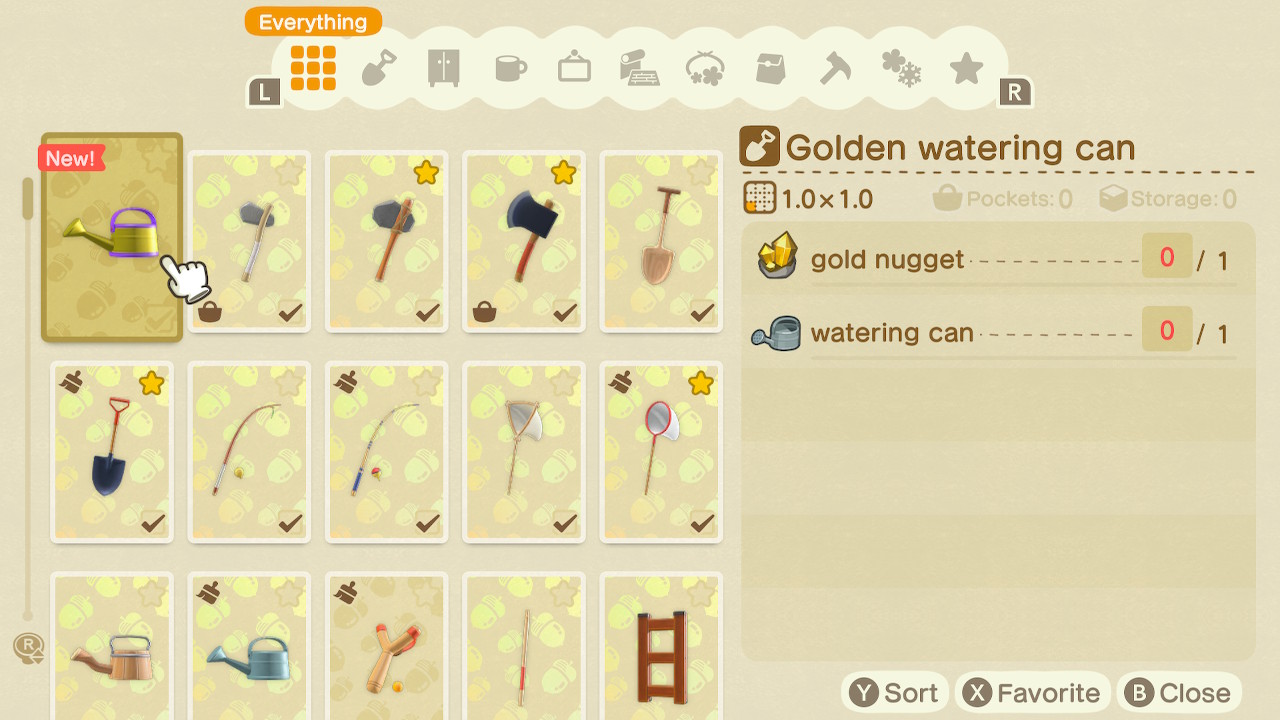 Everything
L
R
New!
Golden watering can
1.0×1.0 Pockets: 0 Storage: 0
gold nugget 0 / 1
watering can 0 / 1
R
Y Sort X Favorite B Close